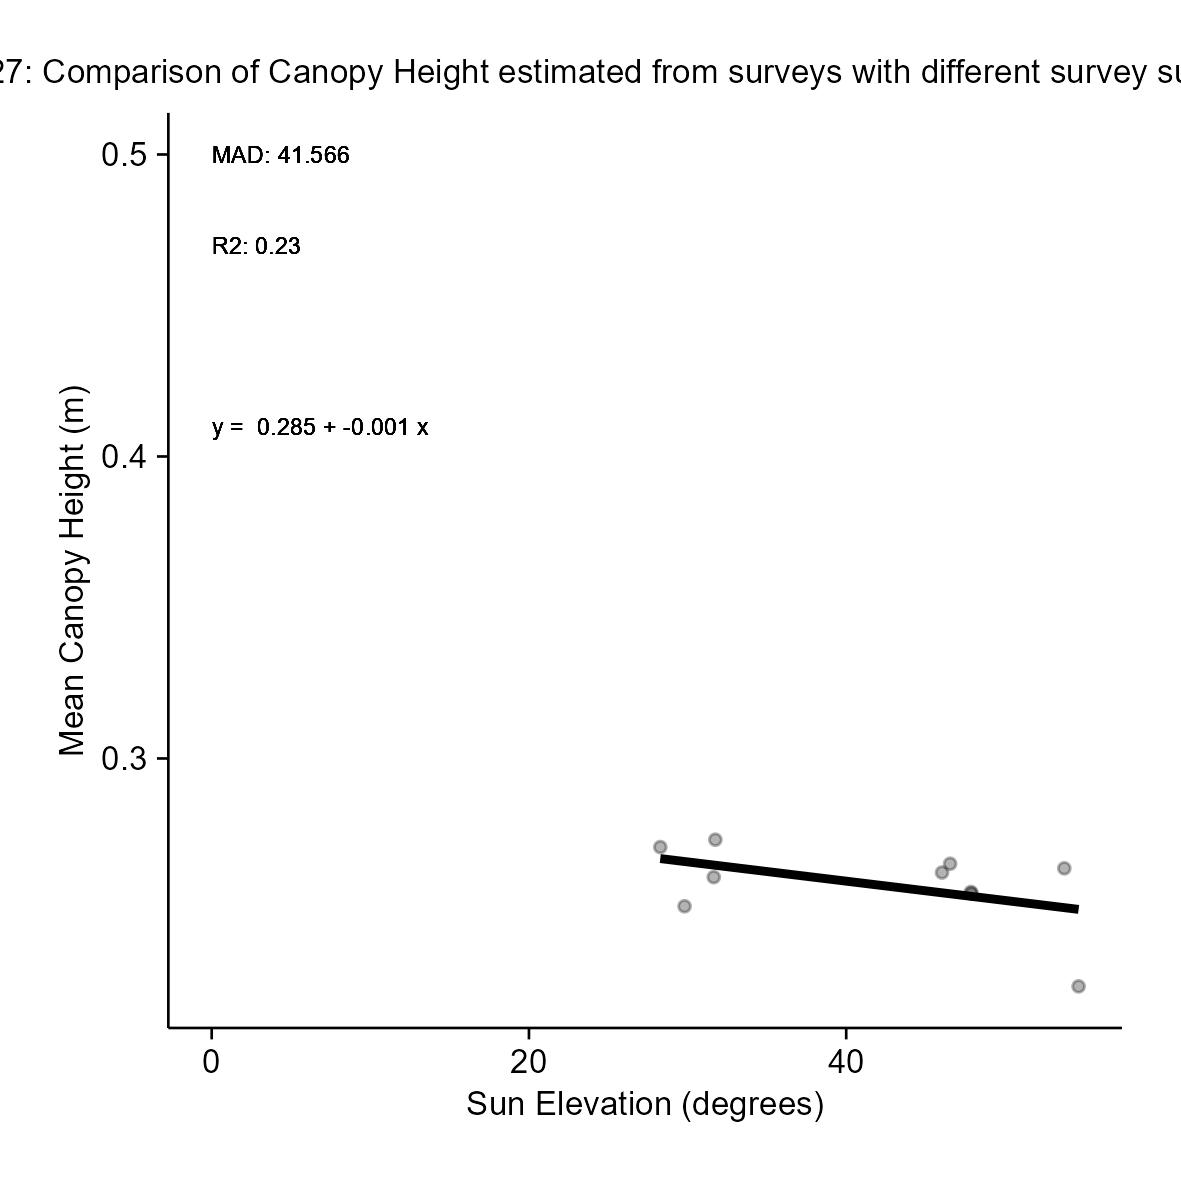 27: Comparison of Canopy Height estimated from surveys with different survey
0.5
MAD: 41.566
R2: 0.23
y = 0.285 + -0.001 x
0.4
0.3
Mean Canopy Height (m)
0 20 40
Sun Elevation (degrees)